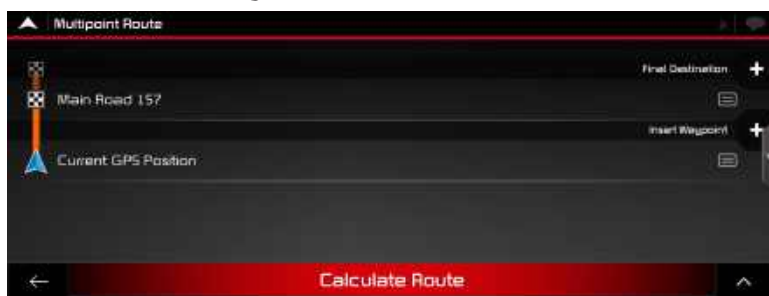 Multipoint Route
Final Destination
Main Road 157
Insert Waypoint
Current GPS Position
Calculate Route